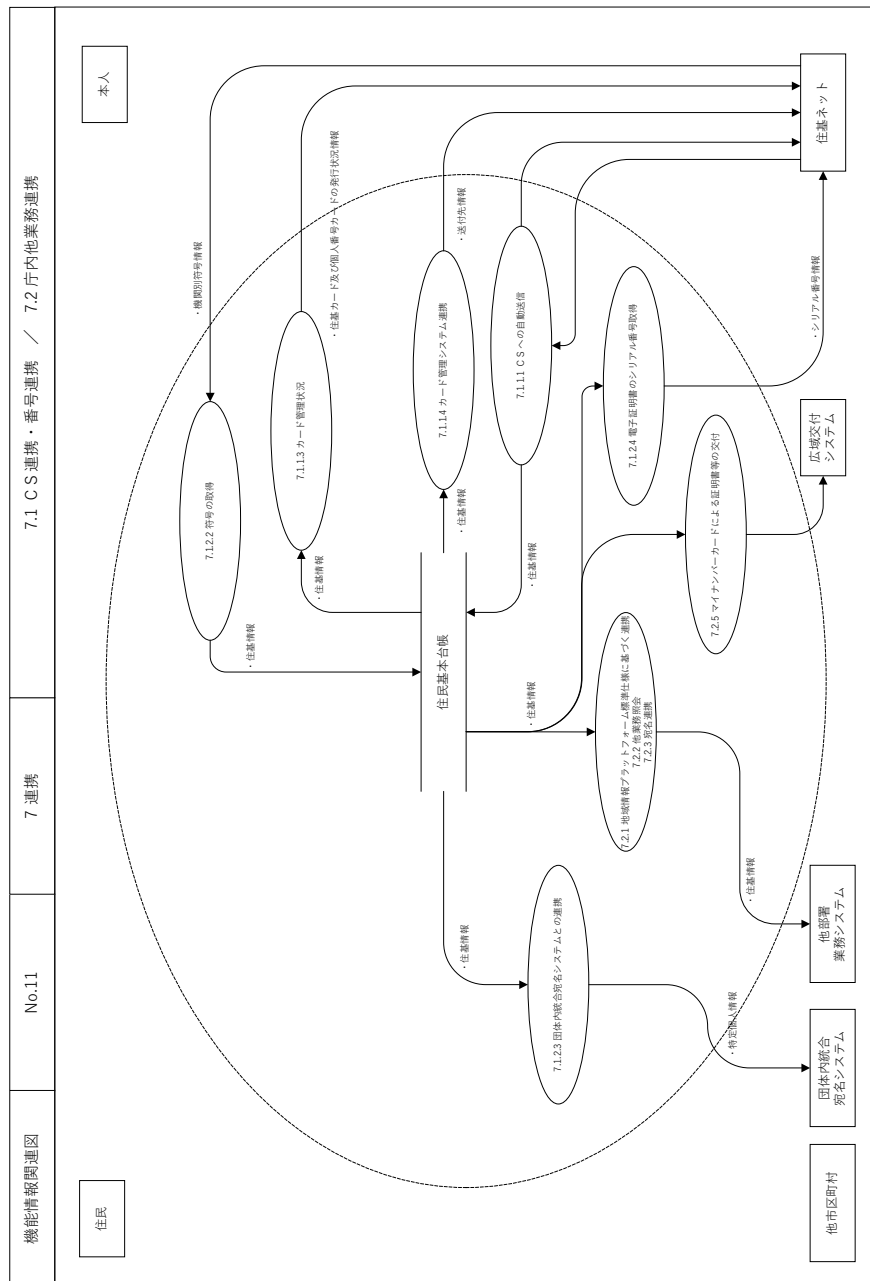 機能情報関連図
No.11
7 連携
7.1 CS連携・番号連携 ／ 7.2 庁内他業務連携
住民
本人
・機関別符号情報
7.1.2.2 符号の取得
・住基情報
・住基カード及び個人番号カードの発行状況情報
7.1.1.3 カード管理状況
・住基情報
・送付先情報
7.1.1.4 カード管理システム連携
・住基情報
住民基本台帳
7.1.1.1 CSへの自動送信
・住基情報
・住基情報
・住基情報
7.1.2.3 団体内統合宛名システムとの連携
7.2.1 地域情報プラットフォーム標準仕様に基づく連携
7.2.2 他業務照会
7.2.3 宛名連携
7.1.2.4 電子証明書のシリアル番号取得
7.2.5 マイナンバーカードによる証明書等の交付
・特定個人情報
・住基情報
・シリアル番号情報
他市区町村
団体内統合
宛名システム
他部署
業務システム
広域交付
システム
住基ネット